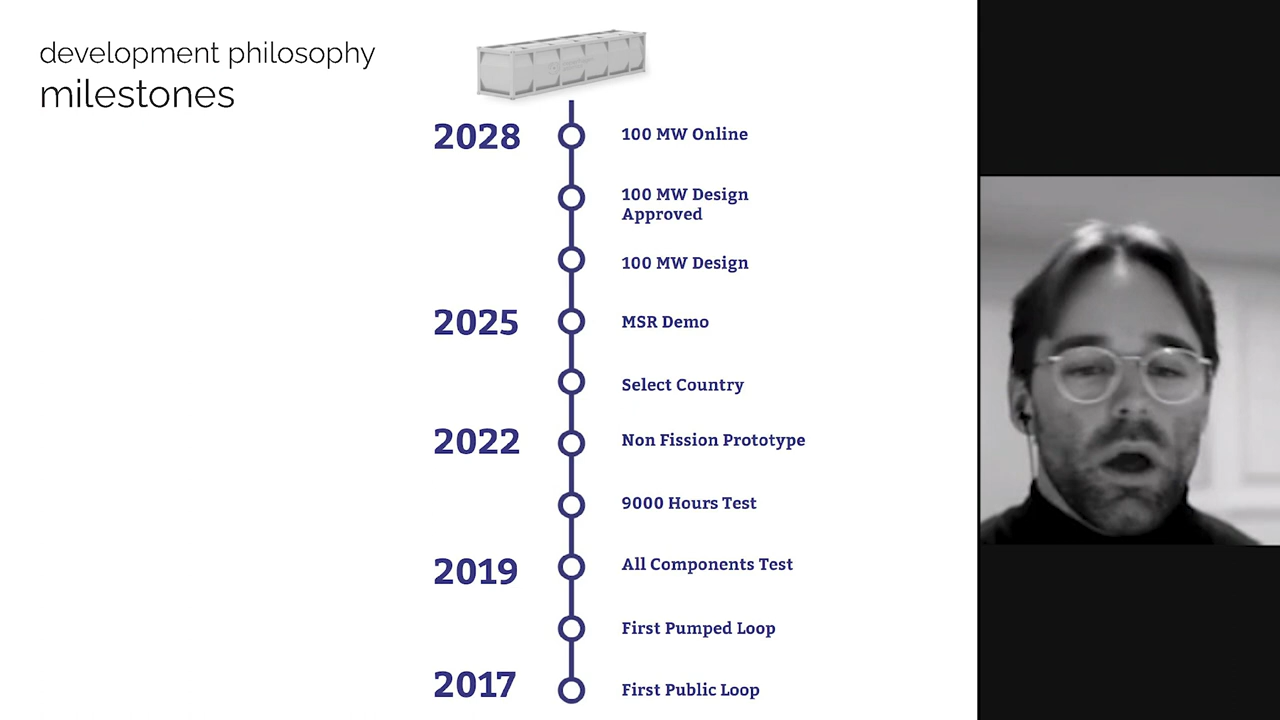 development philosophy
milestones
2028
100 MW Online
100 MW Design
Approved
100 MW Design
2025
MSR Demo
Select Country
2022
Non Fission Prototype
9000 Hours Test
2019
All Components Test
First Pumped Loop
2017
First Public Loop